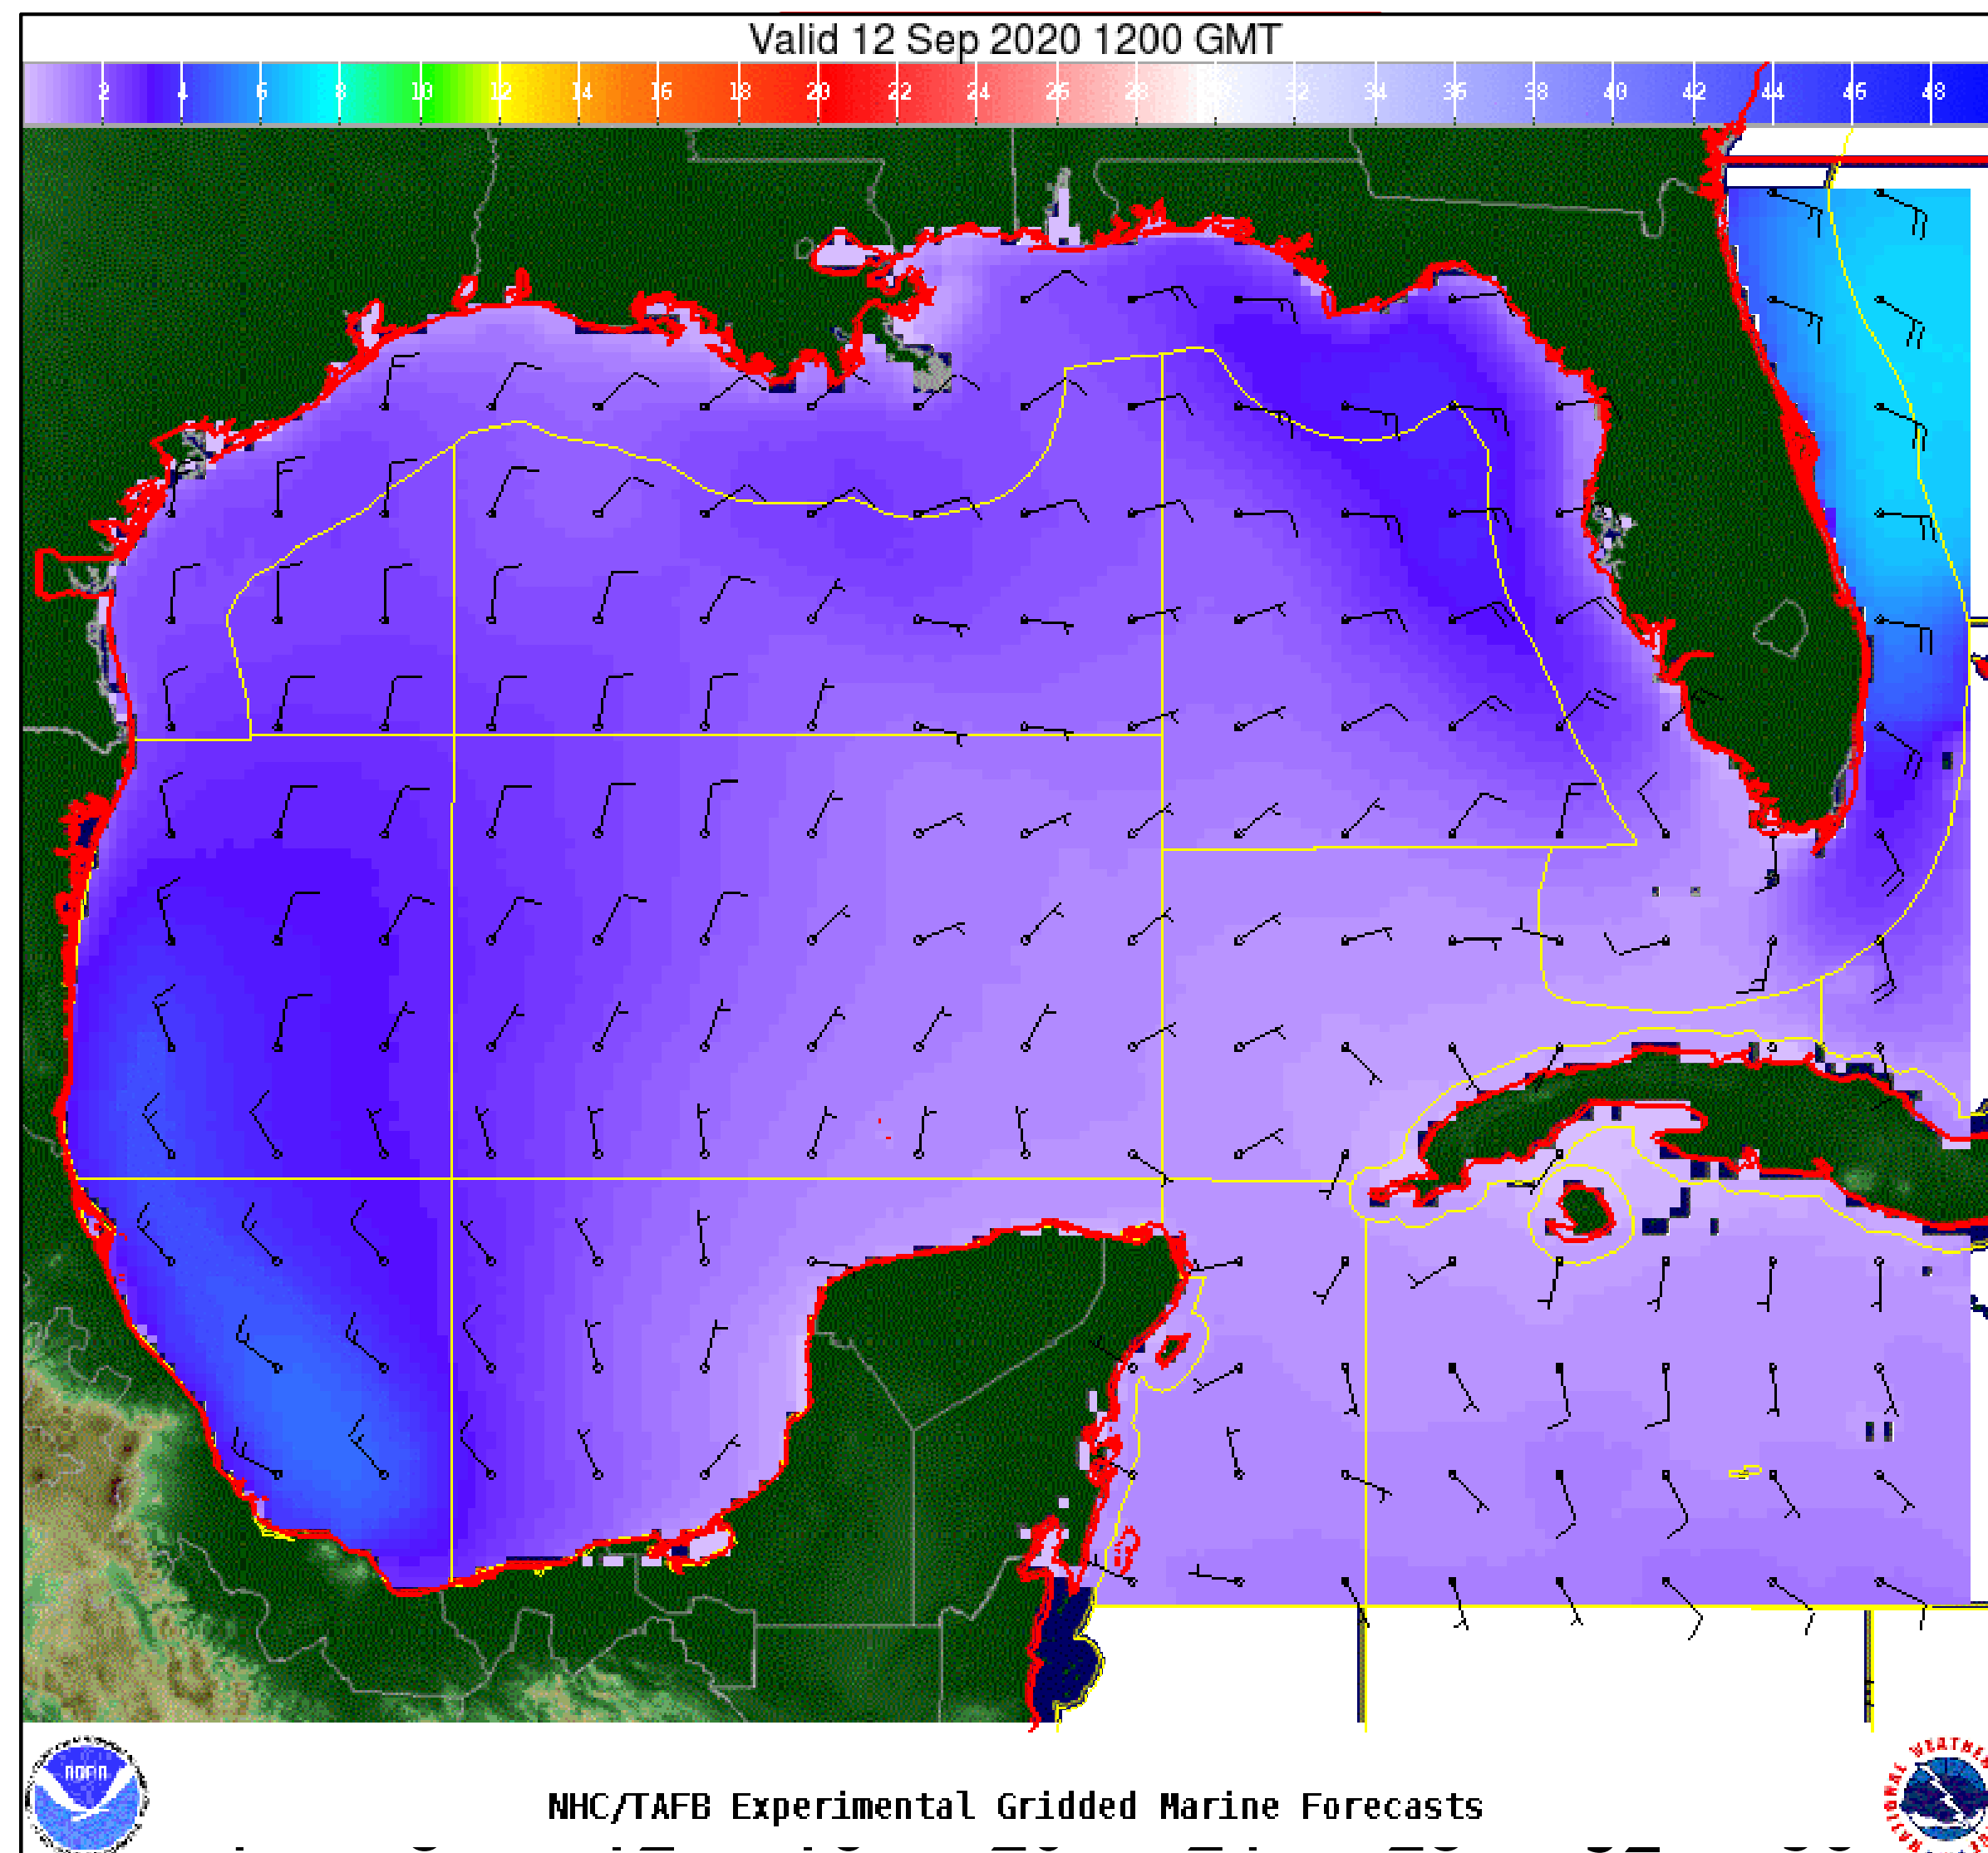 Valid 12 Sep 2020 1200 GMT
2 4 6 8 10 12 14 16 18 20 22 24 26 28 30 32 34 36 38 40 42 44 46 48
NOAA
NHC/TAFB Experimental Gridded Marine Forecasts